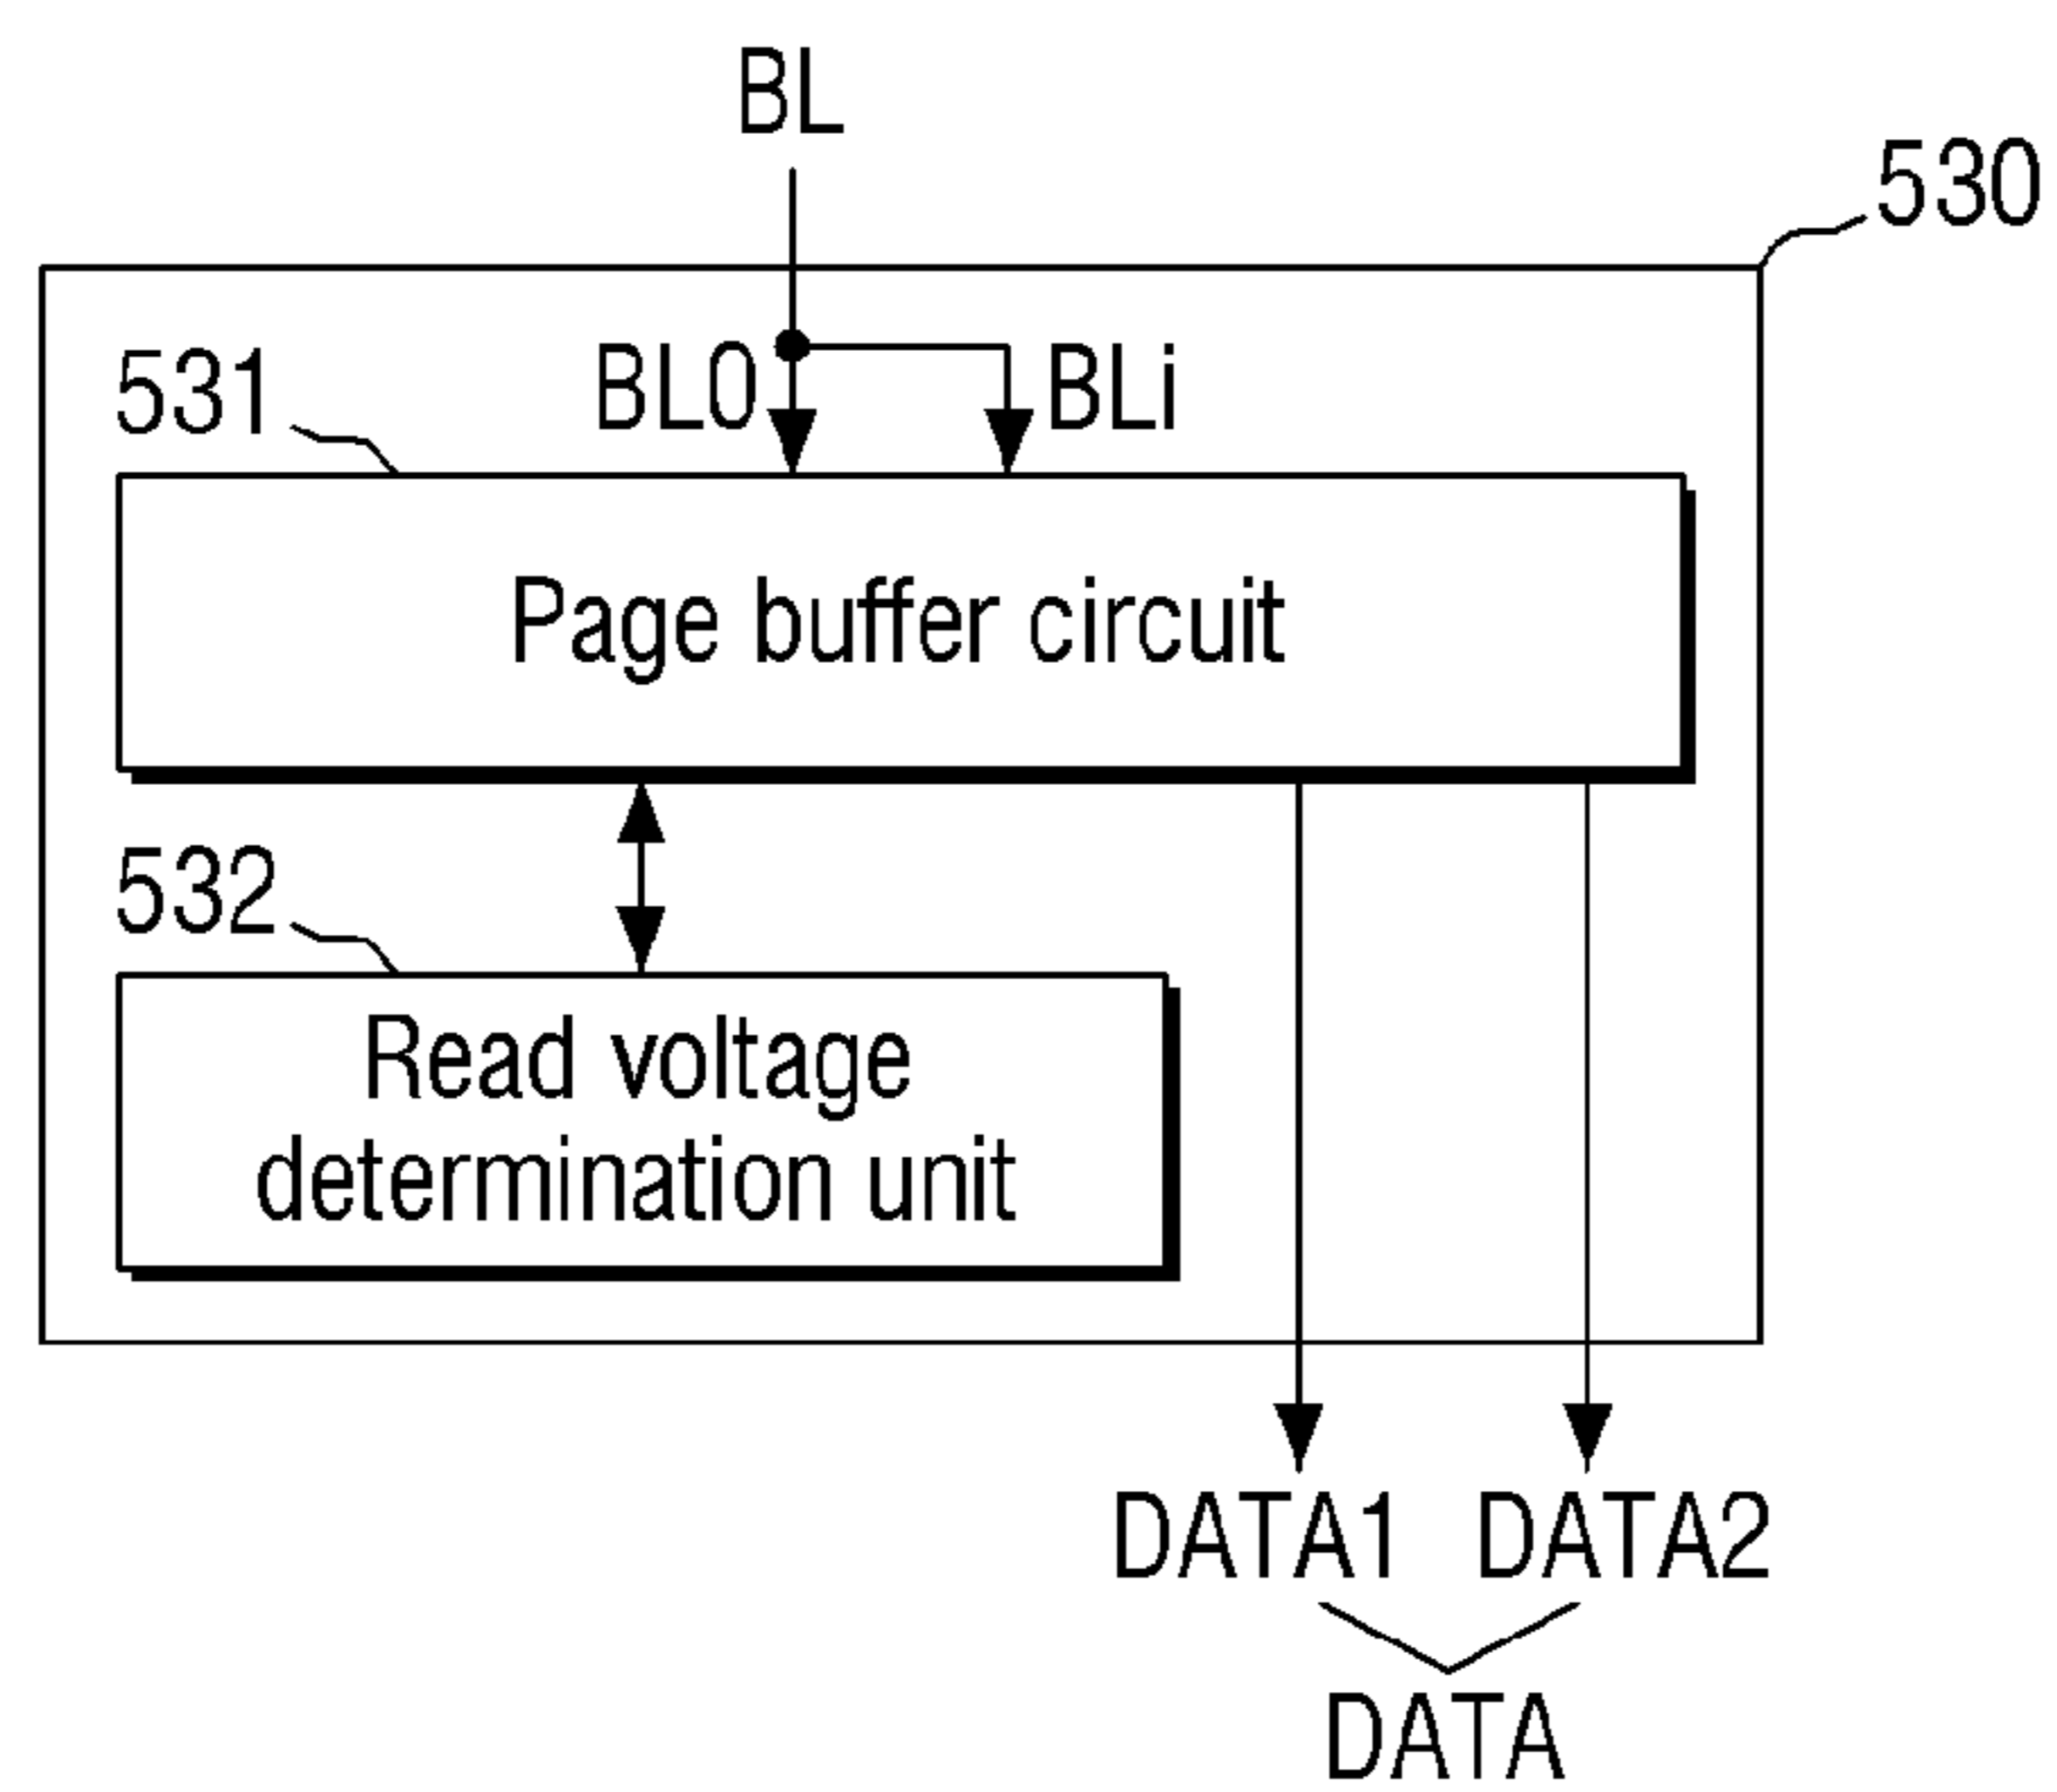 BL
530
531
BL0
BLi
Page buffer circuit
532
Read voltage
determination unit
DATA1 DATA2
DATA